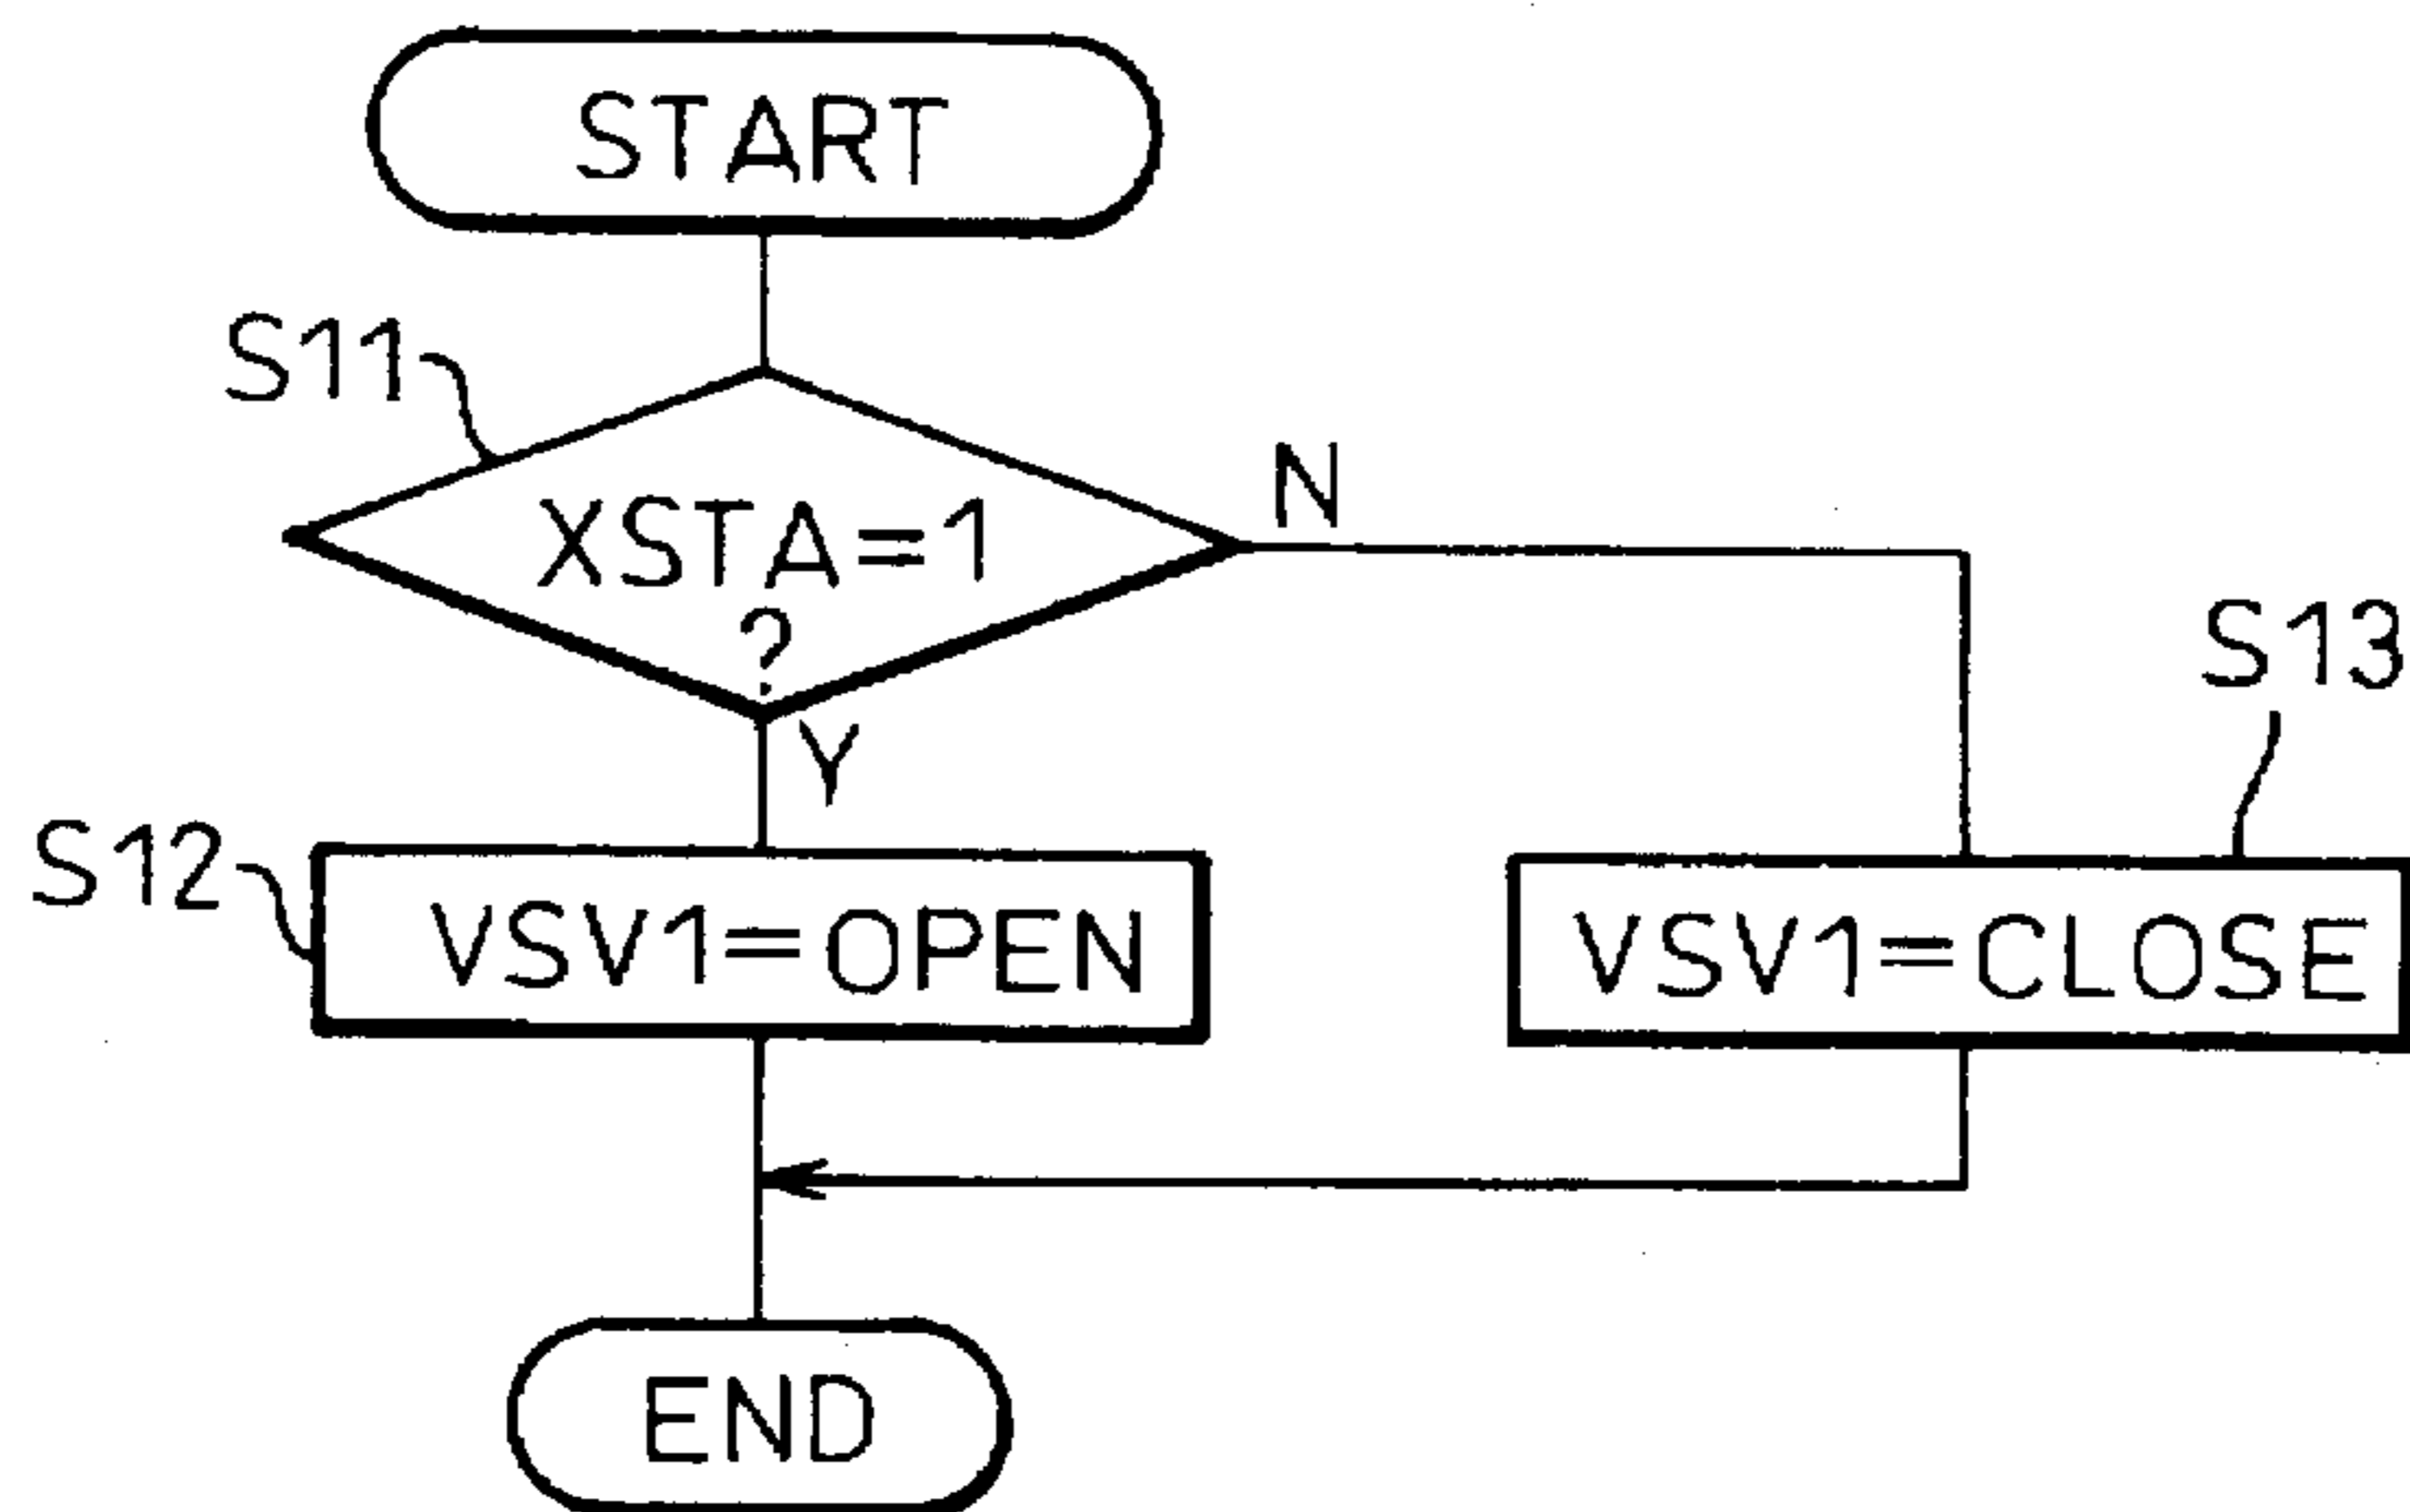 START
S11
XSTA=1
?
N
Y
S13
S12
VSV1=OPEN
VSV1=CLOSE
END